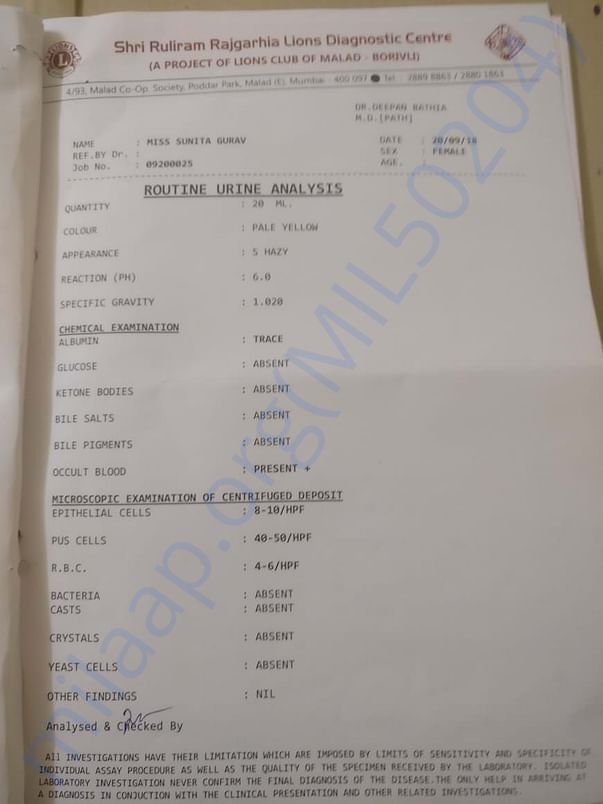 Shri Ruliram Rajgarhia Lions Diagnostic Centre
(A PROJECT OF LIONS CLUB OF MALAD - BORIVLI)
4/93, Malad Co-Op. Society, Poddar Park, Malad (E), Mumbai - 400 097 ● Tel : 2889 8863 / 2880 1863
DR.DEEPAN RATHIA
M.D.[PATH]
NAME : MISS SUNITA GURAV DATE : 20/09/18
REF.BY Dr. : SEX : FEMALE
Job No. : 09200025 AGE.
ROUTINE URINE ANALYSIS
QUANTITY : 20 ML.
COLOUR : PALE YELLOW
APPEARANCE : S HAZY
REACTION (PH) : 6.0
SPECIFIC GRAVITY : 1.020
CHEMICAL EXAMINATION
ALBUMIN : TRACE
GLUCOSE : ABSENT
KETONE BODIES : ABSENT
BILE SALTS : ABSENT
BILE PIGMENTS : ABSENT
OCCULT BLOOD : PRESENT +
MICROSCOPIC EXAMINATION OF CENTRIFUGED DEPOSIT
EPITHELIAL CELLS : 8-10/HPF
PUS CELLS : 40-50/HPF
R.B.C. : 4-6/HPF
BACTERIA : ABSENT
CASTS : ABSENT
CRYSTALS : ABSENT
YEAST CELLS : ABSENT
OTHER FINDINGS : NIL
Analysed & Checked By
All INVESTIGATIONS HAVE THEIR LIMITATION WHICH ARE IMPOSED BY LIMITS OF SENSITIVITY AND SPECIFICITY OF
INDIVIDUAL ASSAY PROCEDURE AS WELL AS THE QUALITY OF THE SPECIMEN RECEIVED BY THE LABORATORY. ISOLATED
LABORATORY INVESTIGATION NEVER CONFIRM THE FINAL DIAGNOSIS OF THE DISEASE.THE ONLY HELP IN ARRIVING AT
A DIAGNOSIS IN CONJUCTION WITH THE CLINICAL PRESENTATION AND OTHER RELATED INVESTIGATIONS.
milaap.org(MIL502204)